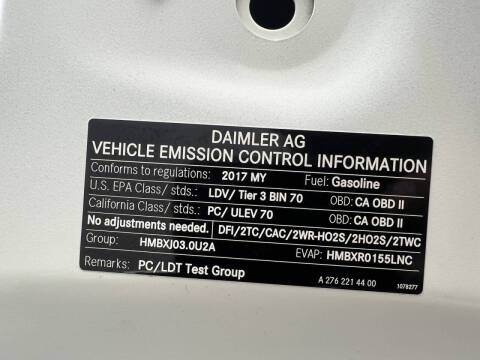 DAIMLER AG
VEHICLE EMISSION CONTROL INFORMATION
Conforms to regulations: 2017 MY Fuel: Gasoline
U.S. EPA Class/ stds.: LDV/ Tier 3 BIN 70 OBD: CA OBD II
California Class/ stds.: PC/ ULEV 70 OBD: CA OBD II
No adjustments needed. DFI/2TC/CAC/2WR-HO2S/2HO2S/2TWC
Group: HMBXJ03.0U2A EVAP: HMBXR0155LNC
Remarks: PC/LDT Test Group A 276 221 44 00 1078277